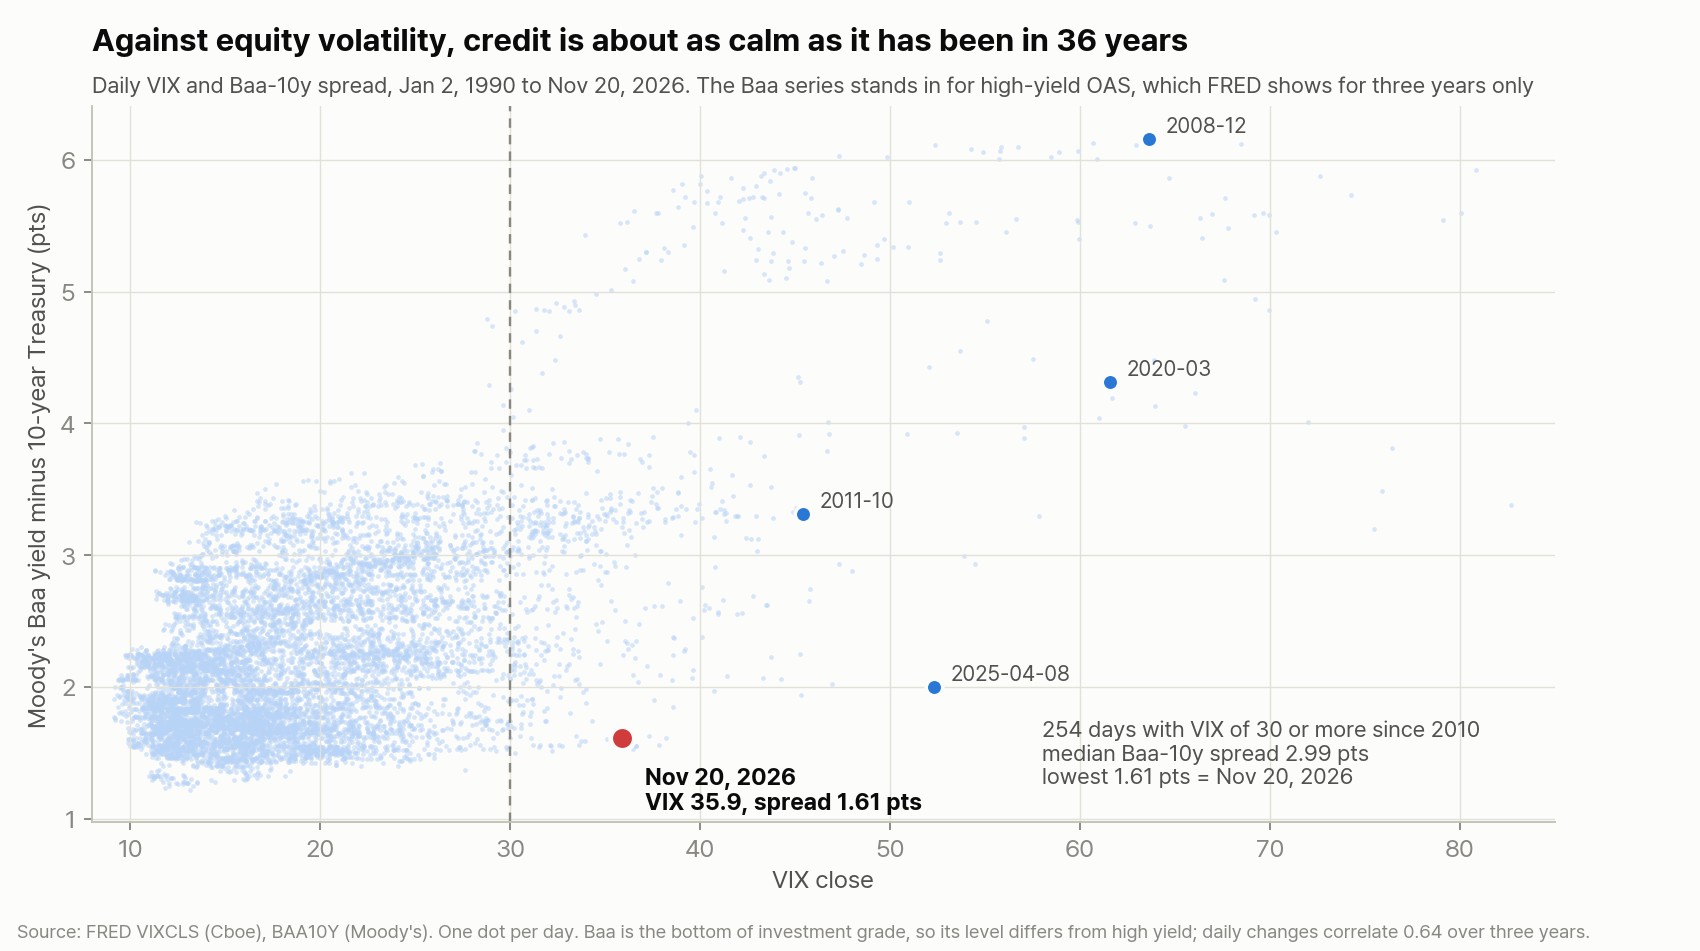 Against equity volatility, credit is about as calm as it has been in 36 years
Daily VIX and Baa-10y spread, Jan 2, 1990 to Nov 20, 2026. The Baa series stands in for high-yield OAS, which FRED shows for three years only
Moody's Baa yield minus 10-year Treasury (pts)
6
5
4
3
2
1
2008-12
2020-03
2011-10
2025-04-08
254 days with VIX of 30 or more since 2010
median Baa-10y spread 2.99 pts
lowest 1.61 pts = Nov 20, 2026
Nov 20, 2026
VIX 35.9, spread 1.61 pts
10 20 30 40 50 60 70 80
VIX close
Source: FRED VIXCLS (Cboe), BAA10Y (Moody's). One dot per day. Baa is the bottom of investment grade, so its level differs from high yield; daily changes correlate 0.64 over three years.